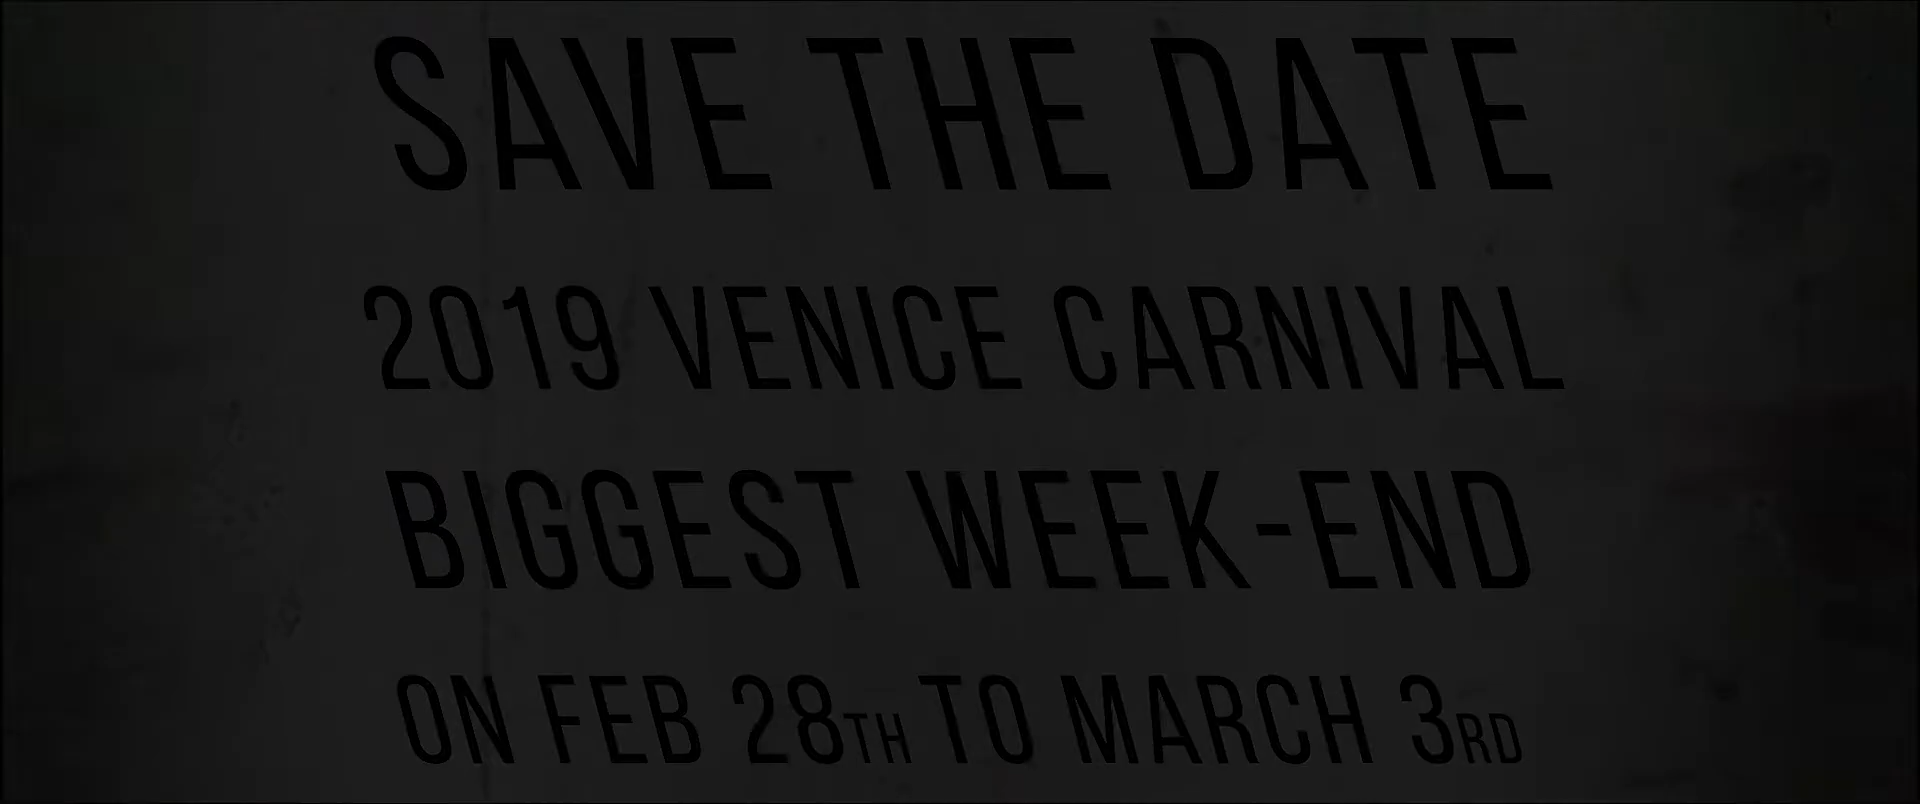 SAVE THE DATE
2019 VENICE CARNIVAL
BIGGEST WEEK-END
ON FEB 28TH TO MARCH 3RD